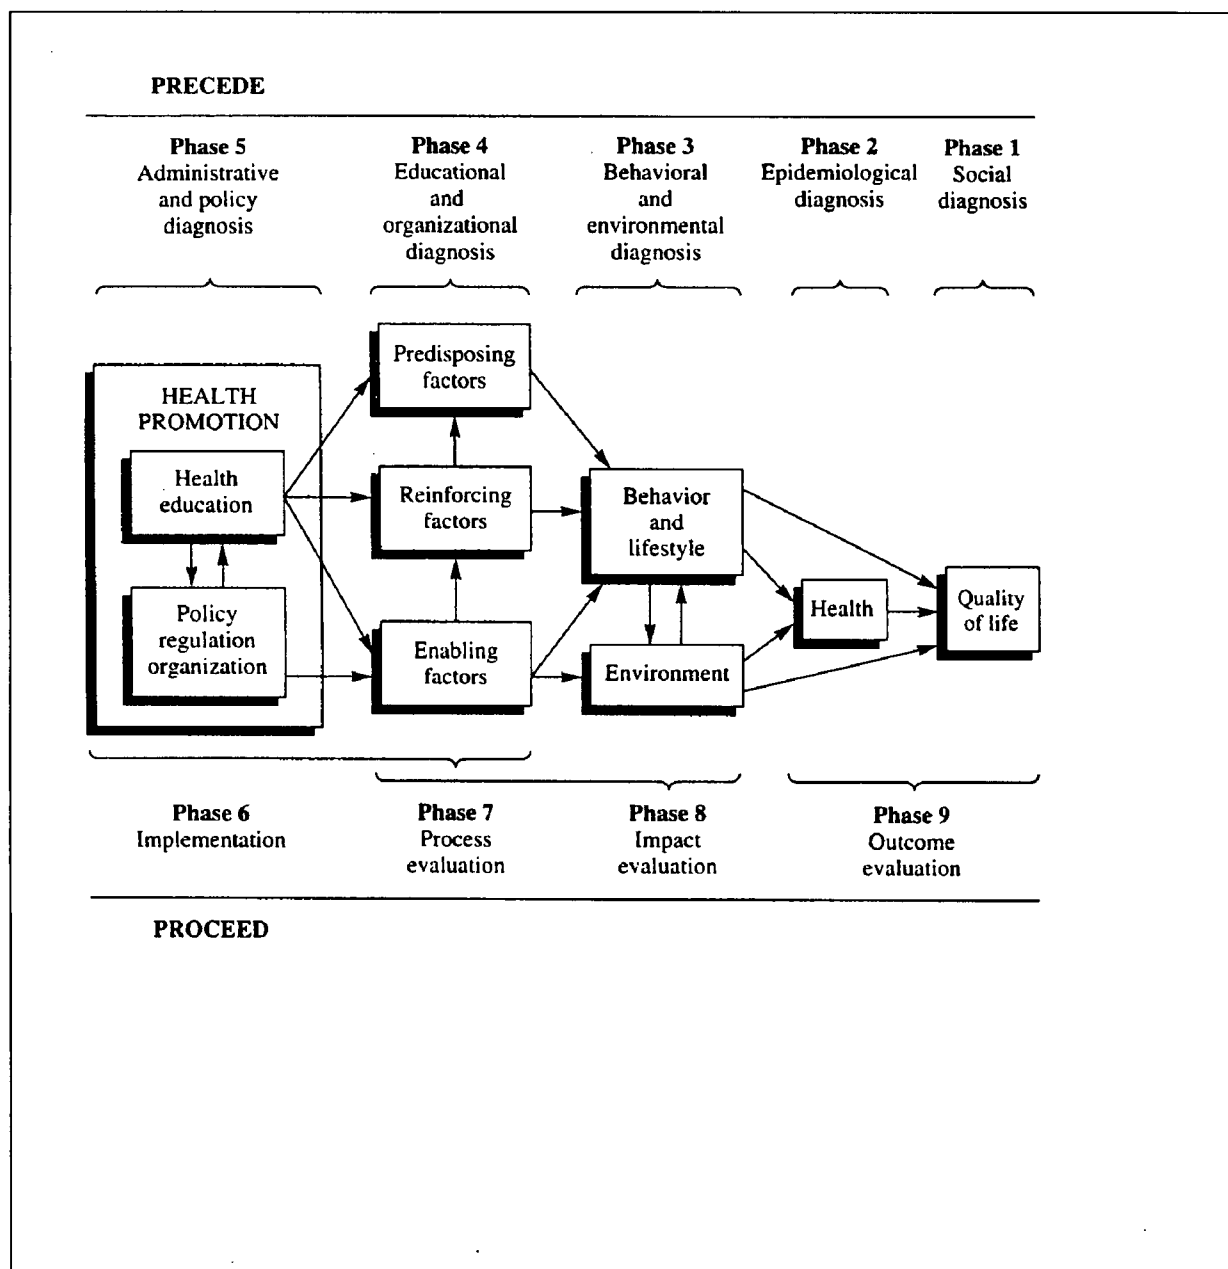 PRECEDE
Phase 5
Administrative
and policy
diagnosis
Phase 4
Educational
and
organizational
diagnosis
Phase 3
Behavioral
and
environmental
diagnosis
Phase 2
Epidemiological
diagnosis
Phase 1
Social
diagnosis
HEALTH
PROMOTION
Health
education
Policy
regulation
organization
Predisposing
factors
Reinforcing
factors
Enabling
factors
Behavior
and
lifestyle
Environment
Health
Quality
of life
Phase 6
Implementation
Phase 7
Process
evaluation
Phase 8
Impact
evaluation
Phase 9
Outcome
evaluation
PROCEED